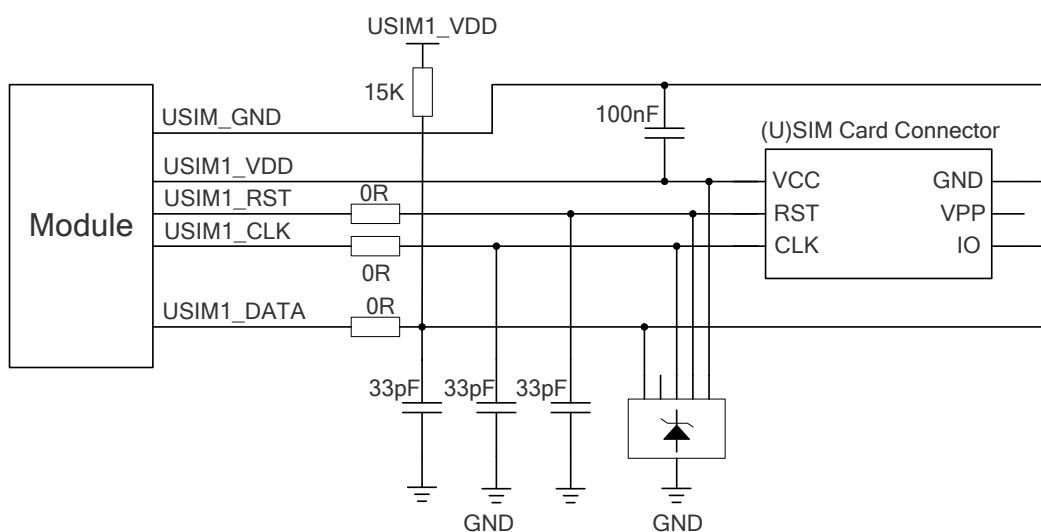 USIM1_VDD
15K
USIM_GND
100nF
(U)SIM Card Connector
USIM1_VDD
VCC
GND
USIM1_RST
0R
RST
VPP
Module
USIM1_CLK
CLK
IO
0R
USIM1_DATA
0R
33pF
33pF
33pF
GND
GND